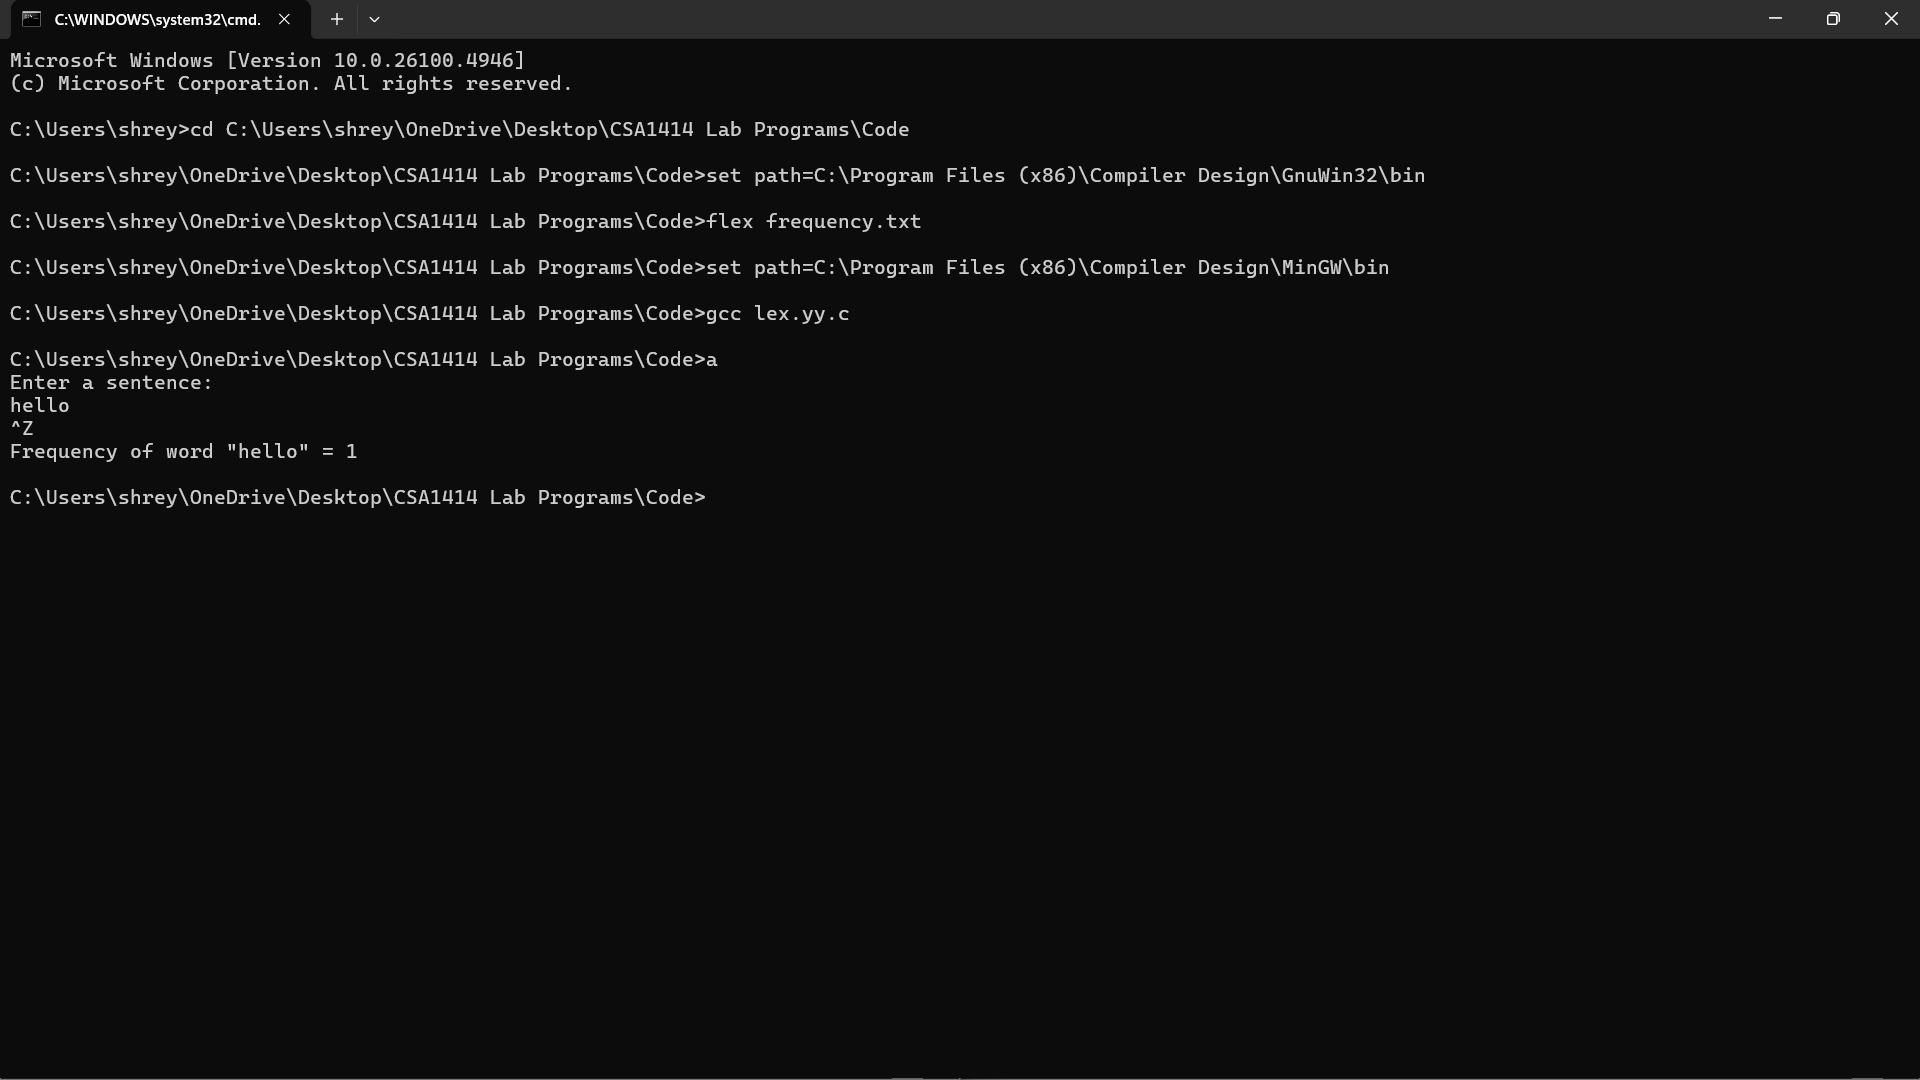 C:\WINDOWS\system32\cmd.
Microsoft Windows [Version 10.0.26100.4946]
(c) Microsoft Corporation. All rights reserved.
C:\Users\shrey>cd C:\Users\shrey\OneDrive\Desktop\CSA1414 Lab Programs\Code
C:\Users\shrey\OneDrive\Desktop\CSA1414 Lab Programs\Code>set path=C:\Program Files (x86)\Compiler Design\GnuWin32\bin
C:\Users\shrey\OneDrive\Desktop\CSA1414 Lab Programs\Code>flex frequency.txt
C:\Users\shrey\OneDrive\Desktop\CSA1414 Lab Programs\Code>set path=C:\Program Files (x86)\Compiler Design\MinGW\bin
C:\Users\shrey\OneDrive\Desktop\CSA1414 Lab Programs\Code>gcc lex.yy.c
C:\Users\shrey\OneDrive\Desktop\CSA1414 Lab Programs\Code>a
Enter a sentence:
hello
^Z
Frequency of word "hello" = 1
C:\Users\shrey\OneDrive\Desktop\CSA1414 Lab Programs\Code>